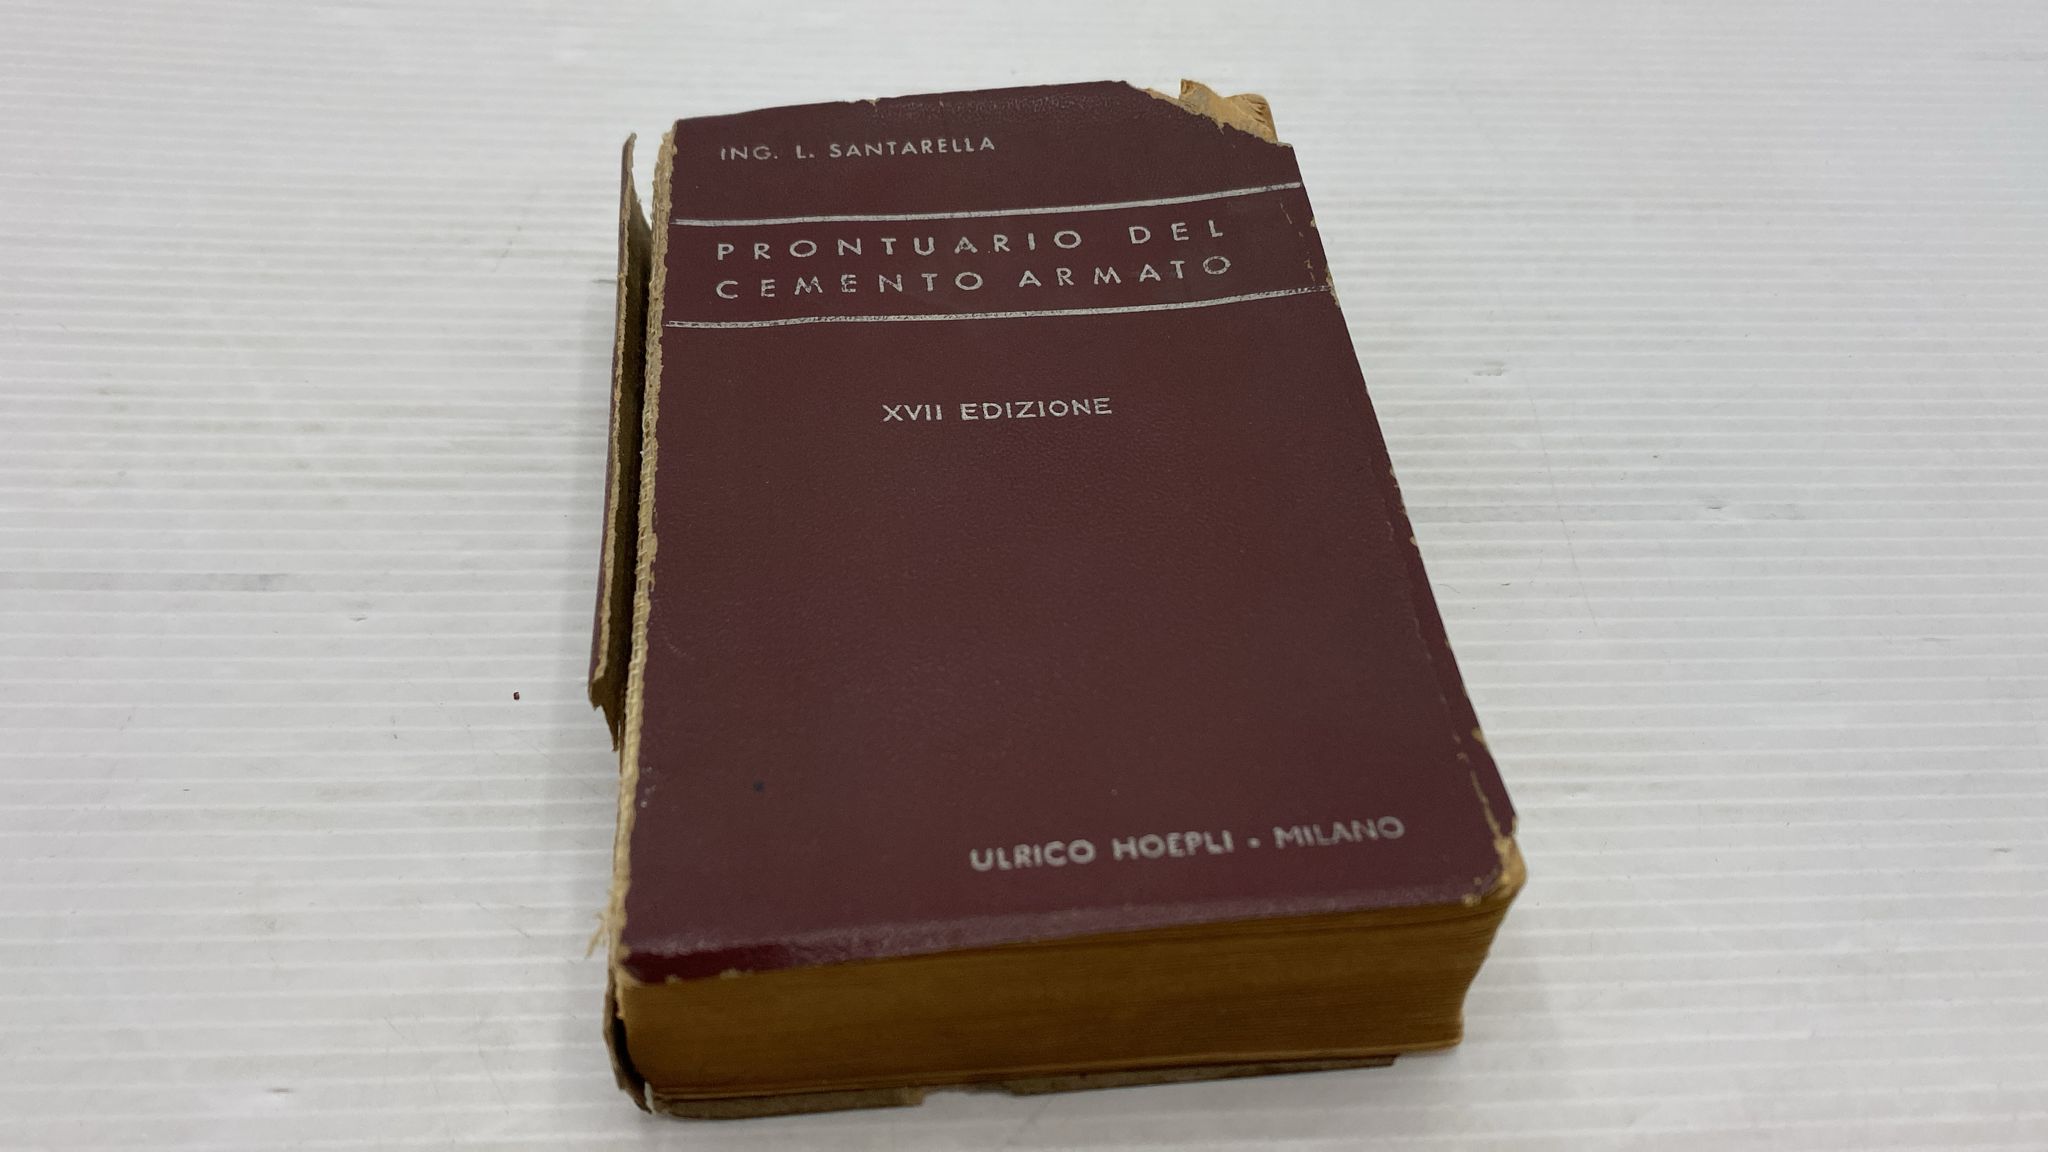 ING. L. SANTARELLA
PRONTUARIO DEL
CEMENTO ARMATO
XVII EDIZIONE
ULRICO HOEPLI • MILANO